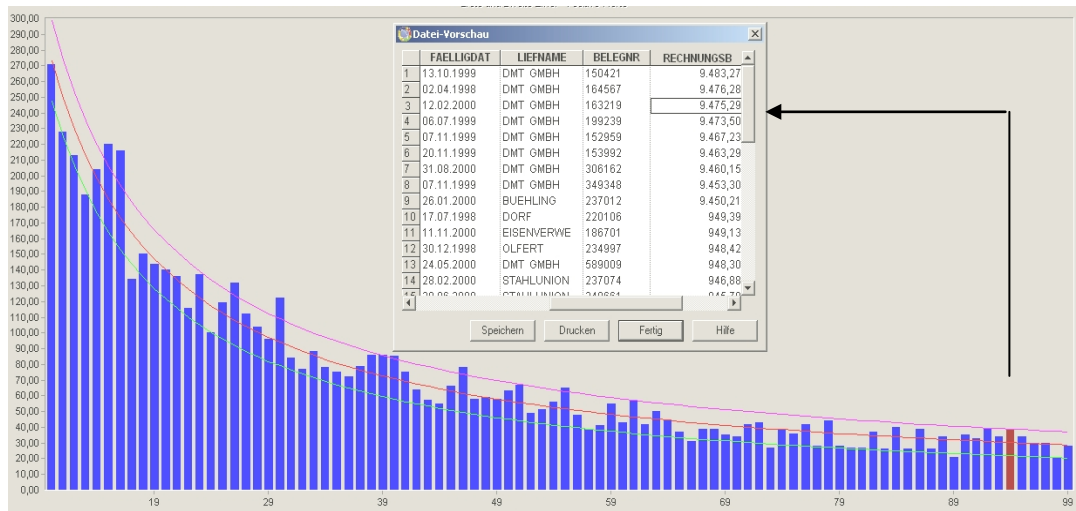 300,00
290,00
280,00
270,00
260,00
250,00
240,00
230,00
220,00
210,00
200,00
190,00
180,00
170,00
160,00
150,00
140,00
130,00
120,00
110,00
100,00
90,00
80,00
70,00
60,00
50,00
40,00
30,00
20,00
10,00
0,00
Datei-Vorschau
FAELLIGDAT LIEFNAME BELEGNR RECHNUNGSB
1 13.10.1999 DMT GMBH 150421 9.483,27
2 02.04.1998 DMT GMBH 164567 9.476,28
3 12.02.2000 DMT GMBH 163219 9.475,29
4 06.07.1999 DMT GMBH 199239 9.473,50
5 07.11.1999 DMT GMBH 152959 9.467,23
6 20.11.1999 DMT GMBH 153992 9.463,29
7 31.08.2000 DMT GMBH 306162 9.460,15
8 07.11.1999 DMT GMBH 349348 9.453,30
9 26.01.2000 BUEHLING 237012 9.450,21
10 17.07.1998 DORF 220106 949,39
11 11.11.2000 EISENVERWE 186701 949,13
12 30.12.1998 OLFERT 234997 948,42
13 24.05.2000 DMT GMBH 589009 948,30
14 28.02.2000 STAHLUNION 237074 946,88
Speichern Drucken Fertig Hilfe
19 29 39 49 59 69 79 89 99